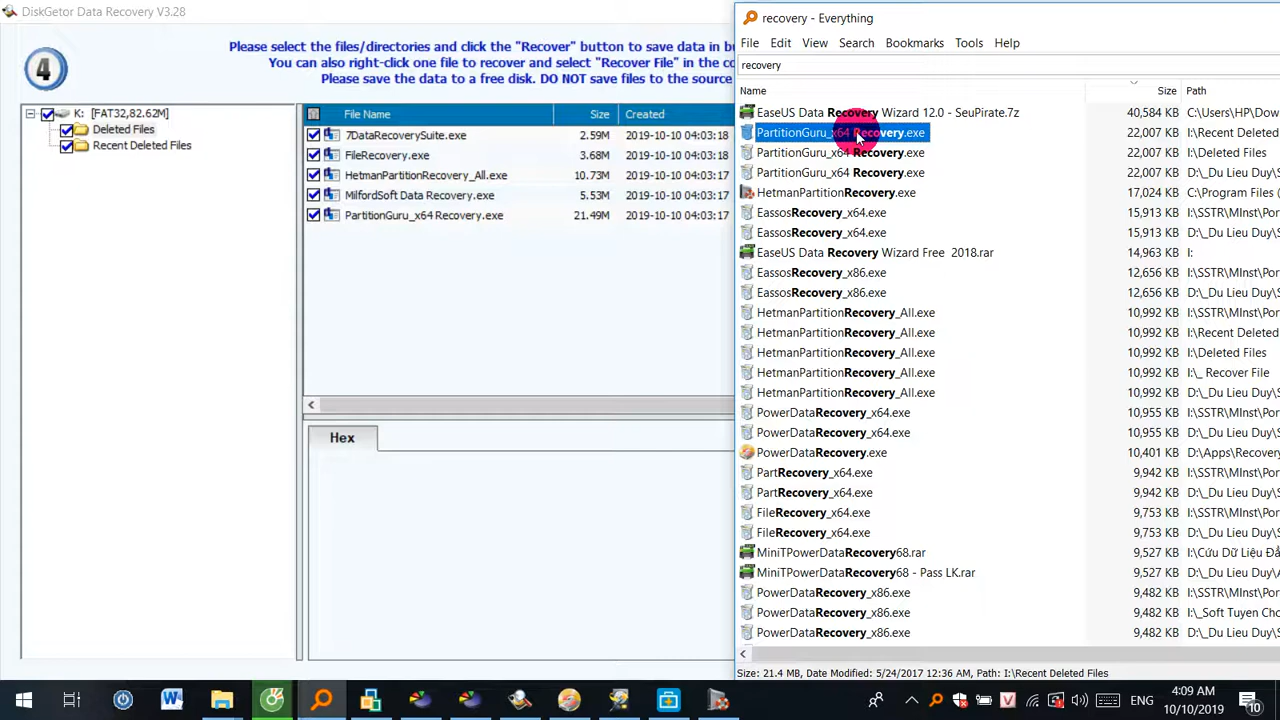 DiskGetor Data Recovery V3.28
4
Please select the files/directories and click the "Recover" button to save data in bu
You can also right-click one file to recover and select "Recover File" in the co
Please save the data to a free disk. DO NOT save files to the source
K: [FAT32,82.62M]
Deleted Files
Recent Deleted Files
File Name Size Created
7DataRecoverySuite.exe 2.59M 2019-10-10 04:03:18
FileRecovery.exe 3.68M 2019-10-10 04:03:18
HetmanPartitionRecovery_All.exe 10.73M 2019-10-10 04:03:17
MilfordSoft Data Recovery.exe 5.53M 2019-10-10 04:03:17
PartitionGuru_x64 Recovery.exe 21.49M 2019-10-10 04:03:17
Hex
recovery - Everything
File Edit View Search Bookmarks Tools Help
recovery
Name Size Path
EaseUS Data Recovery Wizard 12.0 - SeuPirate.7z 40,584 KB C:\Users\HP\Dow
PartitionGuru_x64 Recovery.exe 22,007 KB I:\Recent Deleted
PartitionGuru_x64 Recovery.exe 22,007 KB I:\Deleted Files
PartitionGuru_x64 Recovery.exe 22,007 KB D:\_Du Lieu Duy\S
HetmanPartitionRecovery.exe 17,024 KB C:\Program Files
EassosRecovery_x64.exe 15,913 KB I:\SSTR\MInst\Por
EassosRecovery_x64.exe 15,913 KB D:\_Du Lieu Duy\S
EaseUS Data Recovery Wizard Free 2018.rar 14,963 KB I:
EassosRecovery_x86.exe 12,656 KB I:\SSTR\MInst\Por
EassosRecovery_x86.exe 12,656 KB D:\_Du Lieu Duy\S
HetmanPartitionRecovery_All.exe 10,992 KB I:\SSTR\MInst\Por
HetmanPartitionRecovery_All.exe 10,992 KB I:\Recent Deleted
HetmanPartitionRecovery_All.exe 10,992 KB I:\Deleted Files
HetmanPartitionRecovery_All.exe 10,992 KB I:\_ Recover File
HetmanPartitionRecovery_All.exe 10,992 KB D:\_Du Lieu Duy\S
PowerDataRecovery_x64.exe 10,955 KB I:\SSTR\MInst\Por
PowerDataRecovery_x64.exe 10,955 KB D:\_Du Lieu Duy\S
PowerDataRecovery.exe 10,401 KB D:\Apps\Recovery
PartRecovery_x64.exe 9,942 KB I:\SSTR\MInst\Por
PartRecovery_x64.exe 9,942 KB D:\_Du Lieu Duy\S
FileRecovery_x64.exe 9,753 KB I:\SSTR\MInst\Por
FileRecovery_x64.exe 9,753 KB D:\_Du Lieu Duy\S
MiniTPowerDataRecovery68.rar 9,527 KB I:\Cứu Dữ Liệu Đả
MiniTPowerDataRecovery68 - Pass LK.rar 9,527 KB D:\_Du Lieu Duy\A
PowerDataRecovery_x86.exe 9,482 KB I:\SSTR\MInst\Por
PowerDataRecovery_x86.exe 9,482 KB I:\_Soft Tuyen Cho
PowerDataRecovery_x86.exe 9,482 KB D:\_Du Lieu Duy\S
Size: 21.4 MB, Date Modified: 5/24/2017 12:36 AM, Path: I:\Recent Deleted Files
ENG
4:09 AM
10/10/2019
10